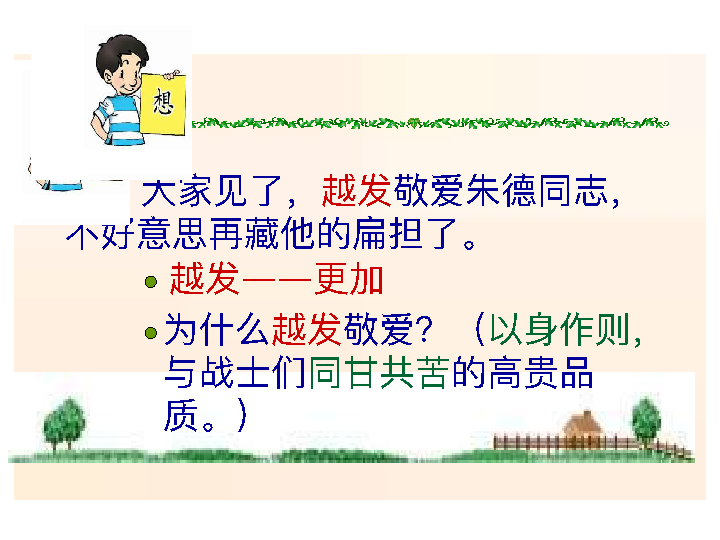 想
大家见了，越发敬爱朱德同志，
不好意思再藏他的扁担了。
越发——更加
为什么越发敬爱？（以身作则，
与战士们同甘共苦的高贵品
质。）